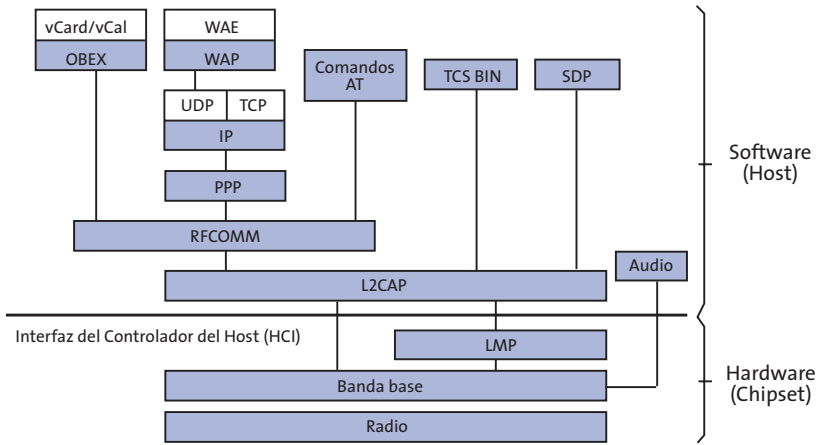 vCard/vCal
OBEX
WAE
WAP
Comandos
AT
TCS BIN
SDP
UDP
TCP
IP
PPP
RFCOMM
L2CAP
Audio
Software
(Host)
Interfaz del Controlador del Host (HCI)
LMP
Banda base
Radio
Hardware
(Chipset)